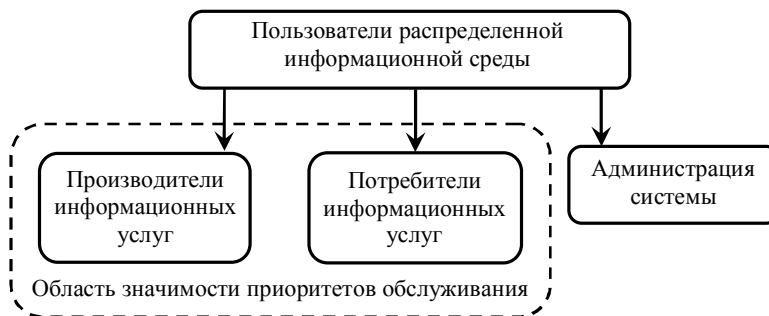 Пользователи распределенной
информационной среды
Производители
информационных
услуг
Потребители
информационных
услуг
Администрация
системы
Область значимости приоритетов обслуживания